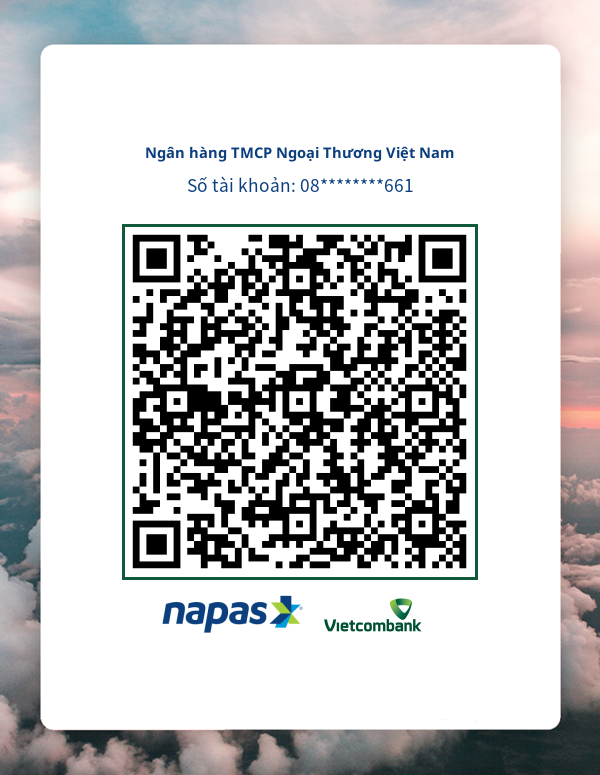 Ngân hàng TMCP Ngoại Thương Việt Nam
Số tài khoản: 08********661
napas
Vietcombank